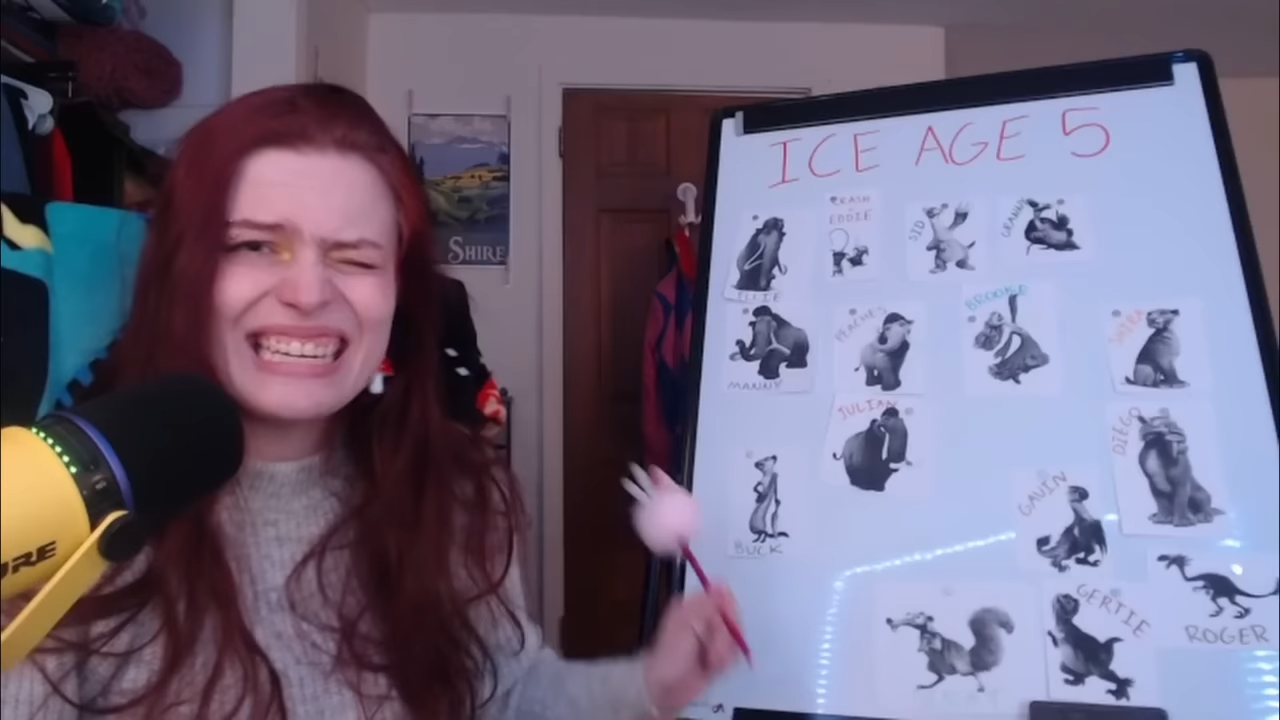 ICE AGE 5
CRASH
EDDIE
SID
GRANNY
ELLIE
PEACHES
BROOKE
SHIRA
MANNY
JULIAN
DIEGO
GAVIN
BUCK
GERTIE
ROGER
SHIRE